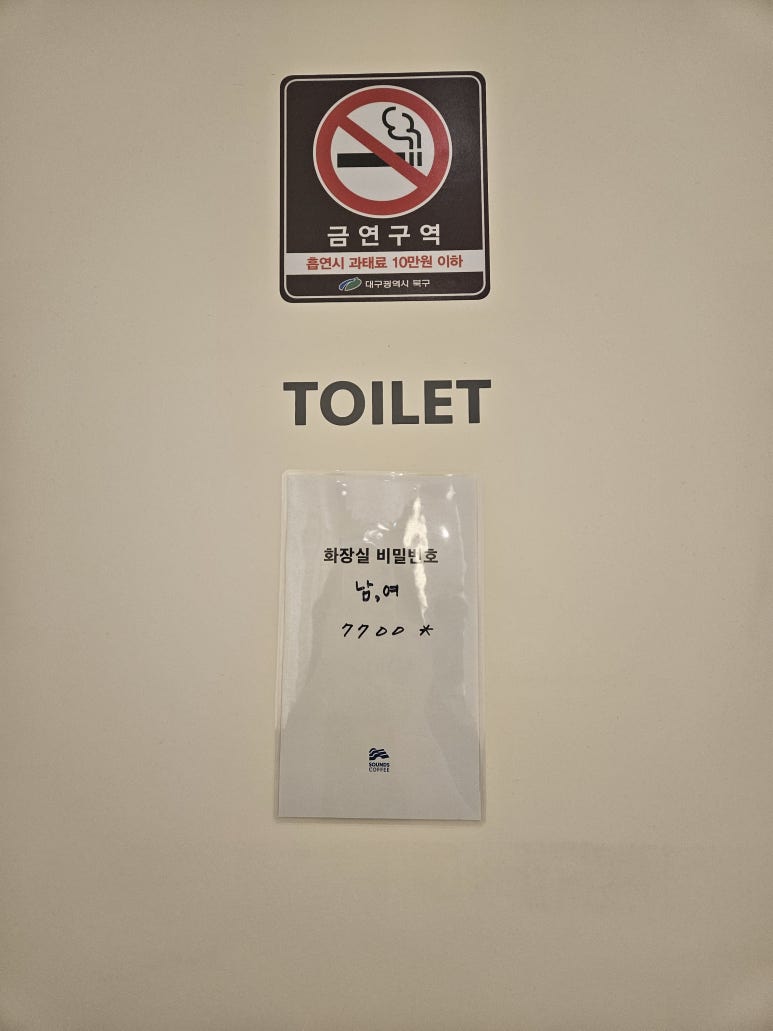 금연구역
흡연시 과태료 10만원 이하
대구광역시 북구
TOILET
화장실 비밀번호
남, 여
7700 *
SOUNDS
COFFEE